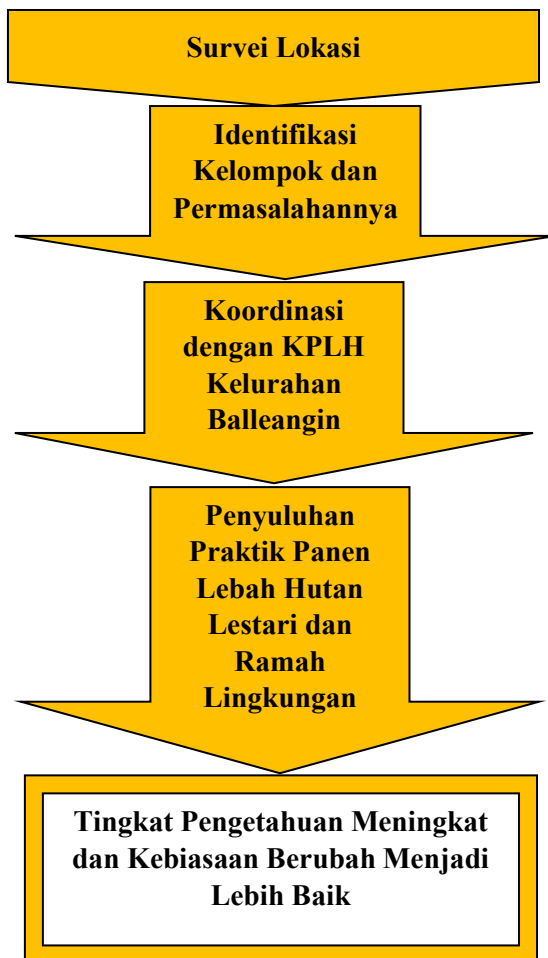 Survei Lokasi
Identifikasi
Kelompok dan
Permasalahannya
Koordinasi
dengan KPLH
Kelurahan
Balleangin
Penyuluhan
Praktik Panen
Lebah Hutan
Lestari dan
Ramah
Lingkungan
Tingkat Pengetahuan Meningkat
dan Kebiasaan Berubah Menjadi
Lebih Baik